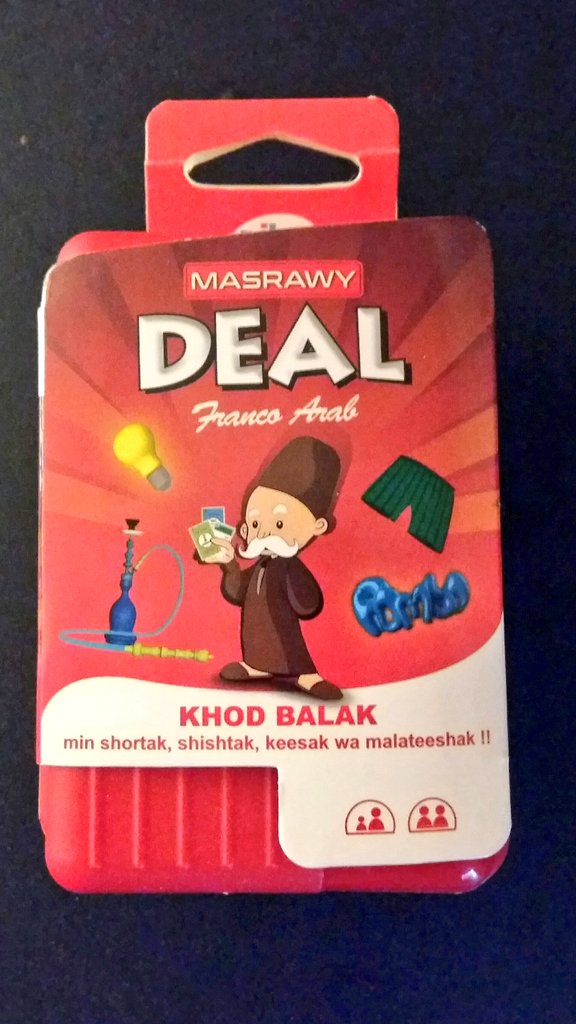 MASRAWY
DEAL
Franco Arab
KHOD BALAK
min shortak, shishtak, keesak wa malateeshak !!